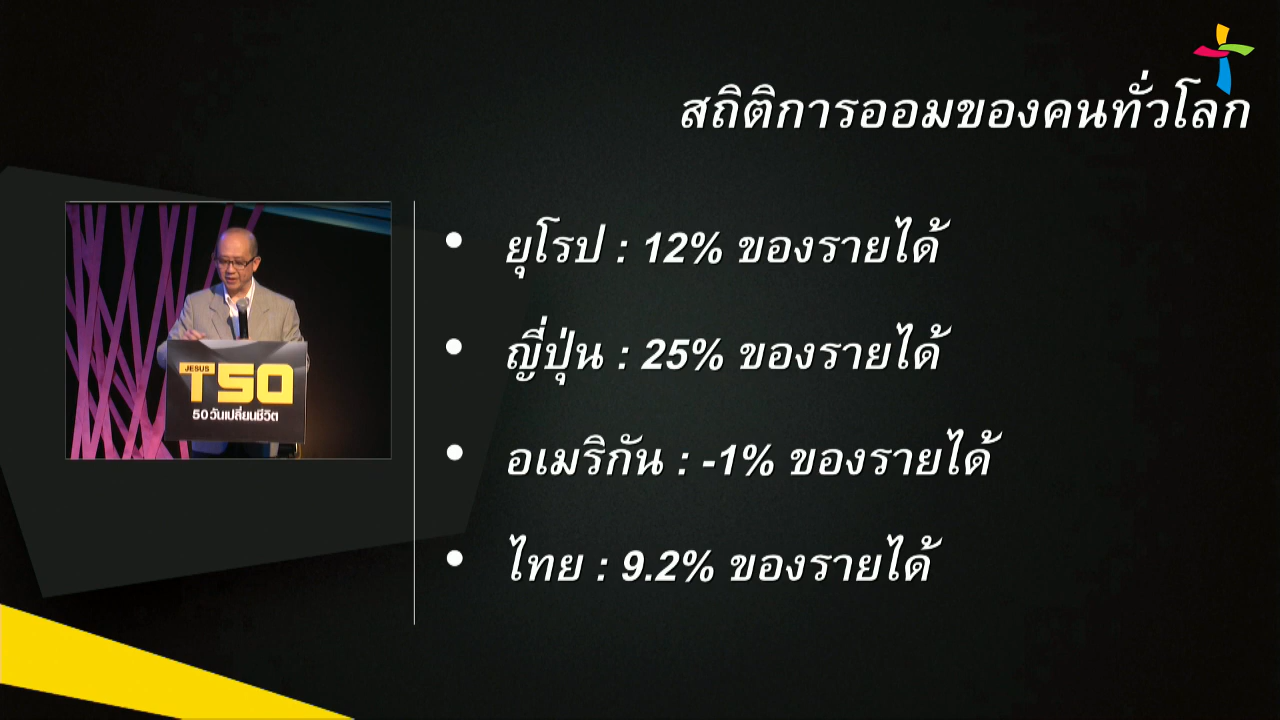 สถิติการออมของคนทั่วโลก
• ยุโรป : 12% ของรายได้
• ญี่ปุ่น : 25% ของรายได้
• อเมริกัน : -1% ของรายได้
• ไทย : 9.2% ของรายได้
JESUS
T50
50 วันเปลี่ยนชีวิต